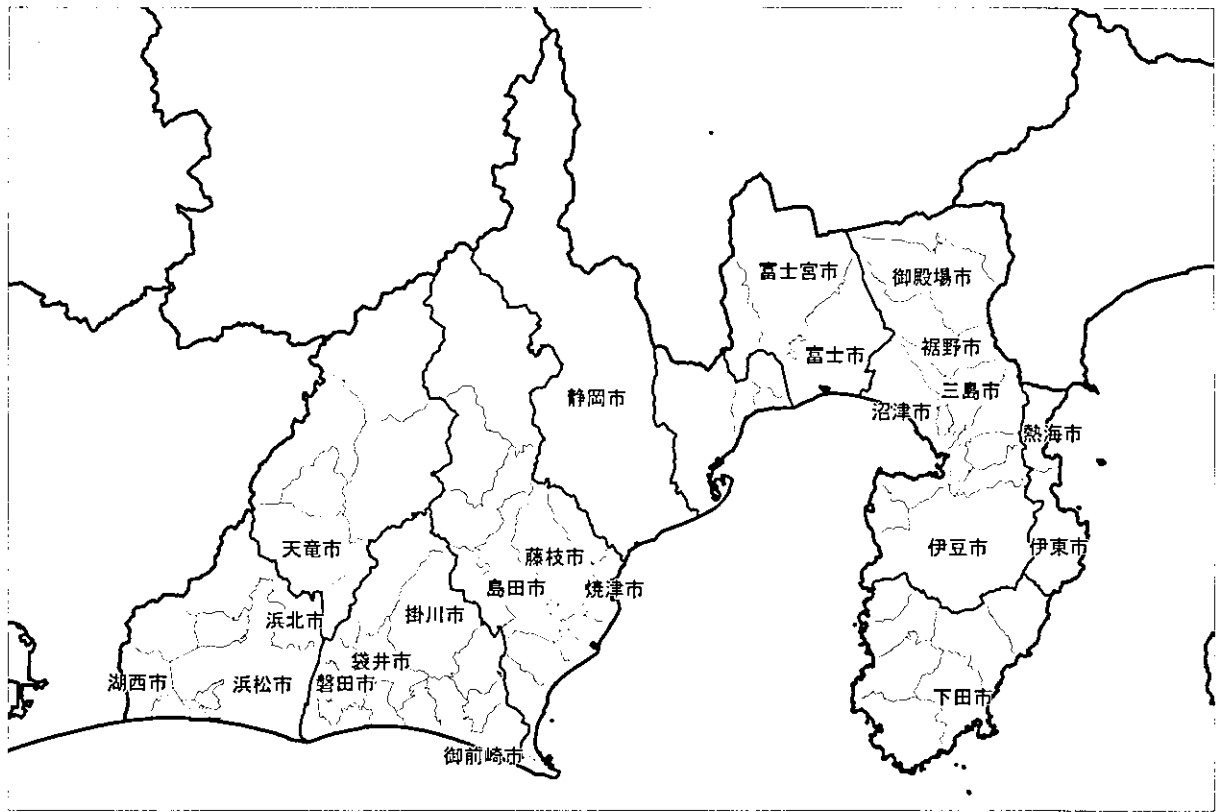 富士宮市
御殿場市
裾野市
富士市
三島市
静岡市
沼津市
熱海市
天竜市
藤枝市
伊豆市
伊東市
島田市
焼津市
浜北市
掛川市
袋井市
湖西市
浜松市
磐田市
下田市
御前崎市